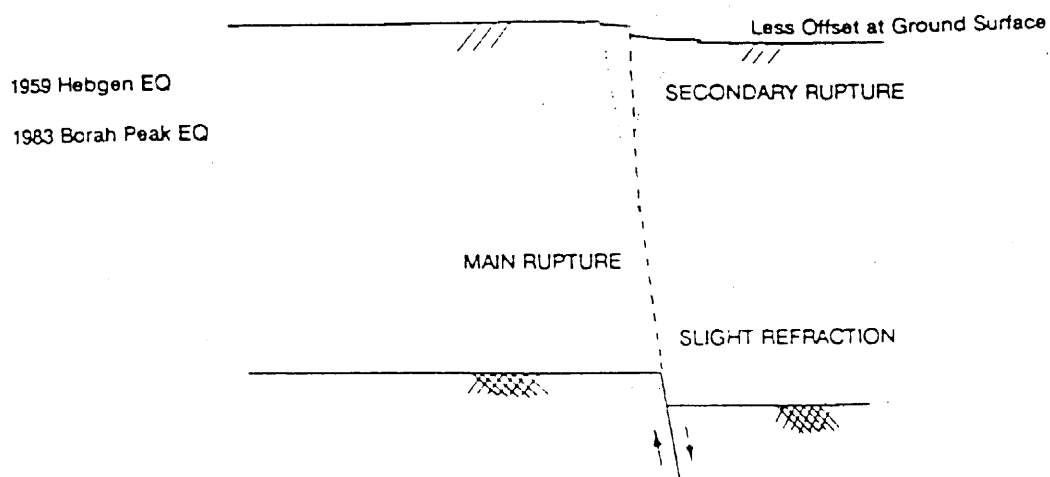 Less Offset at Ground Surface
1959 Hebgen EQ
SECONDARY RUPTURE
1983 Borah Peak EQ
MAIN RUPTURE
SLIGHT REFRACTION